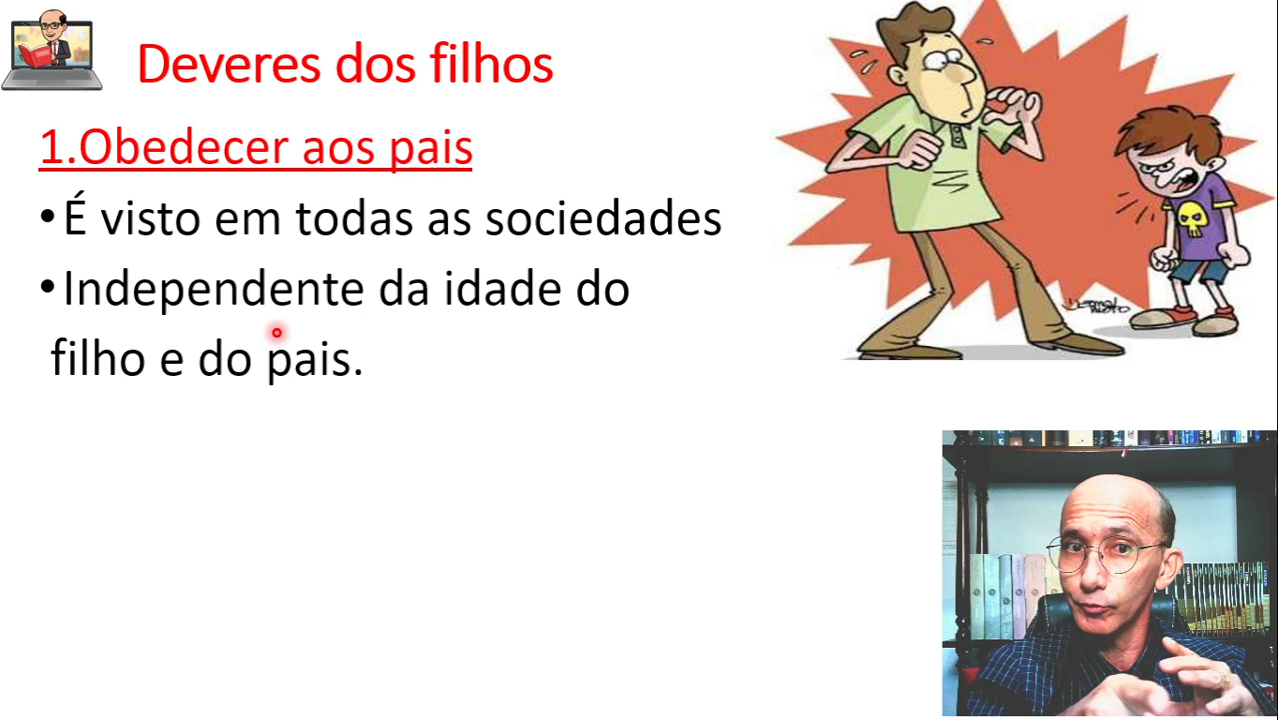 Deveres dos filhos
1.Obedecer aos pais
•É visto em todas as sociedades
•Independente da idade do
filho e do pais.